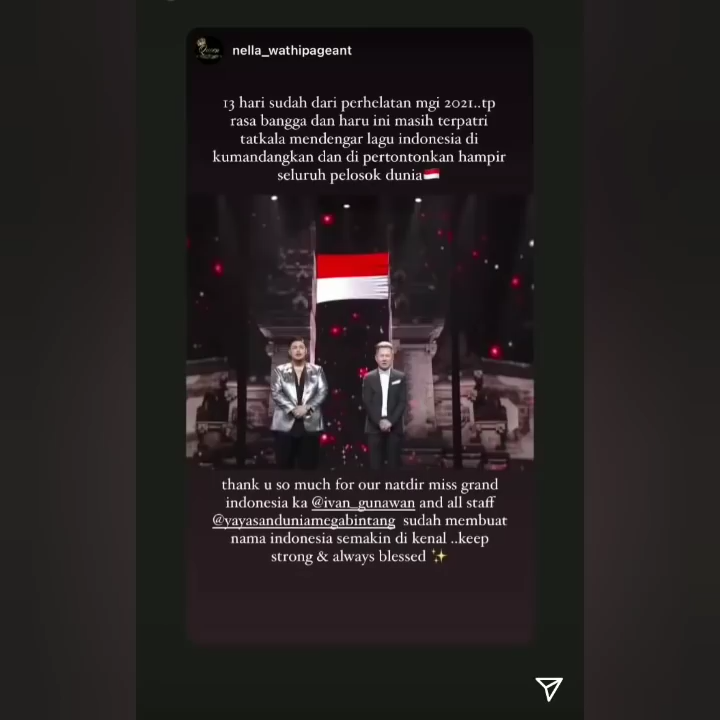 nella_wathipageant
13 hari sudah dari perhelatan mgi 2021..tp
rasa bangga dan haru ini masih terpatri
tatkala mendengar lagu indonesia di
kumandangkan dan di pertontonkan hampir
seluruh pelosok dunia🇮🇩
thank u so much for our natdir miss grand
indonesia ka @ivan_gunawan and all staff
@yayasanduniamegabintang sudah membuat
nama indonesia semakin di kenal ..keep
strong & always blessed ✨